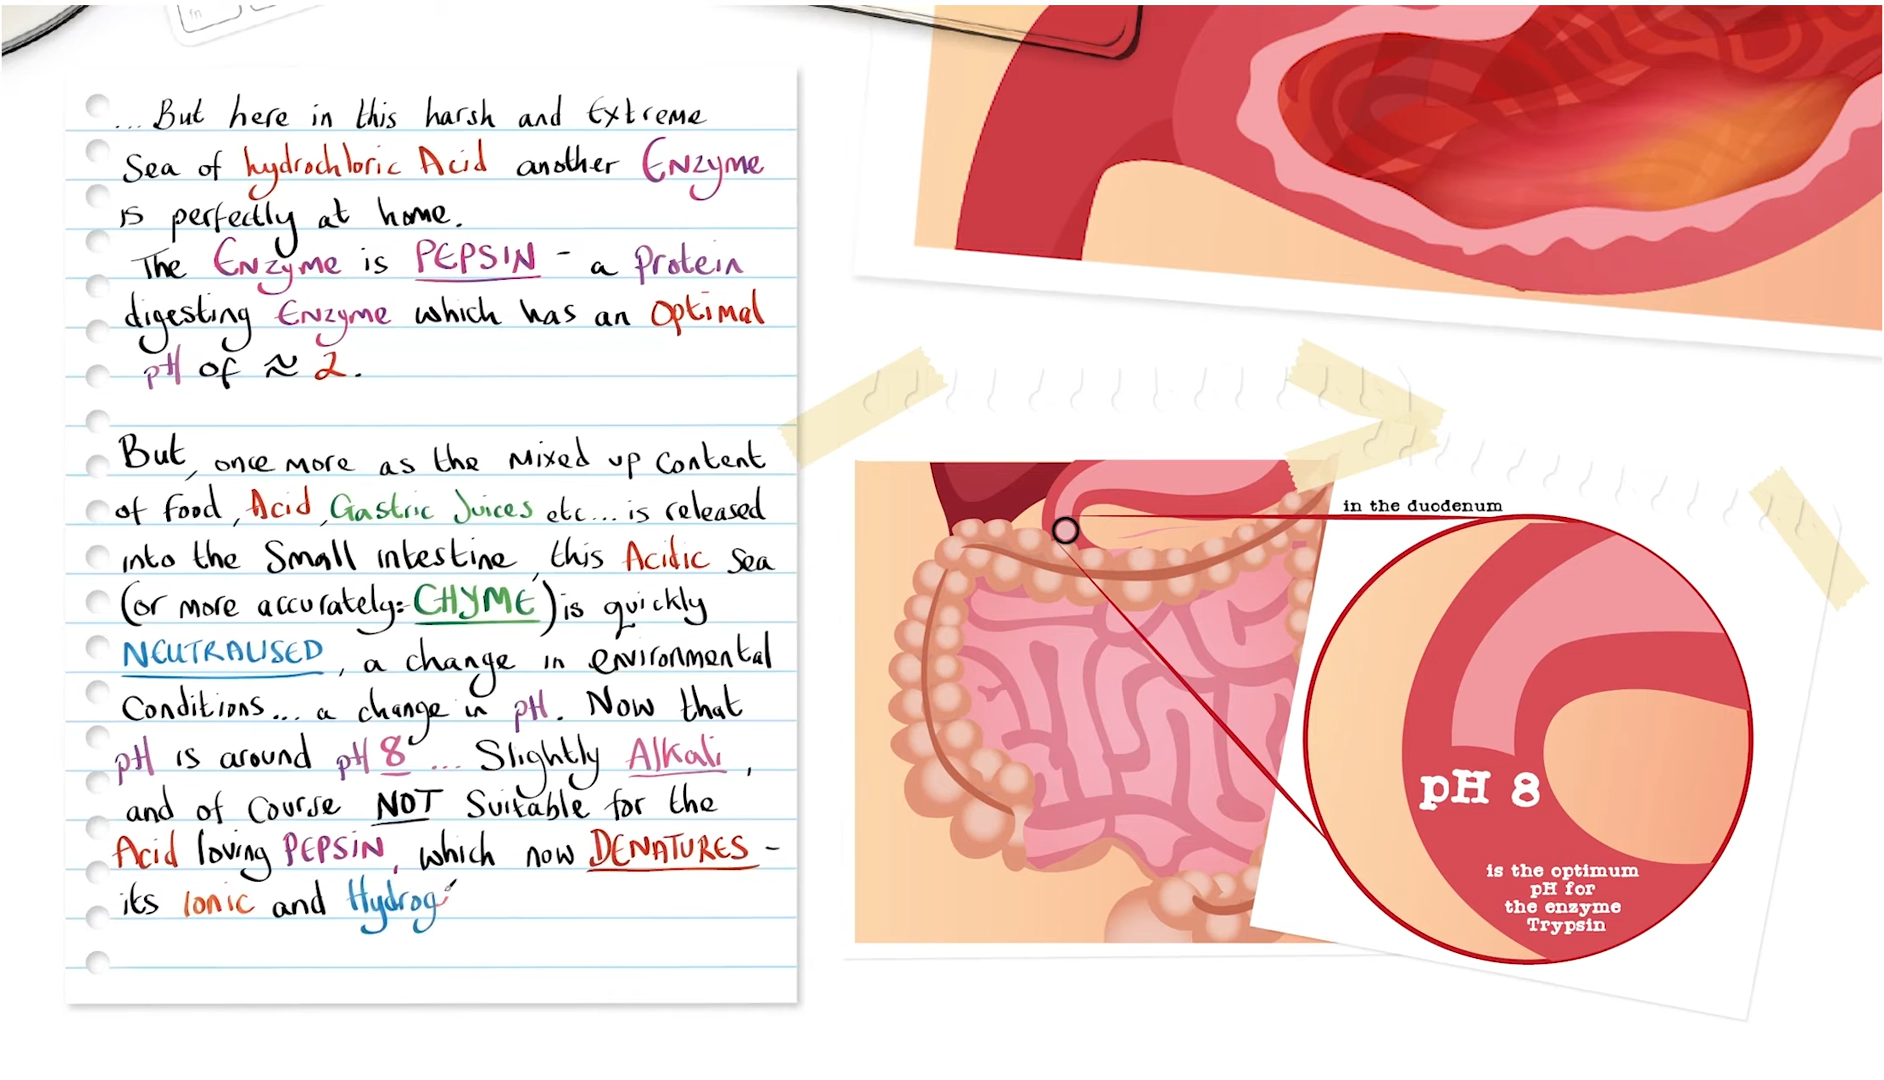 fn
...But here in this harsh and Extreme
Sea of hydrochloric Acid another Enzyme
is perfectly at home.
The Enzyme is PEPSIN - a Protein
digesting Enzyme which has an Optimal
pH of ≈ 2.
But, once more as the Mixed up Content
of food, Acid, Gastric Juices etc... is released
into the Small intestine, this Acidic Sea
(or more accurately: CHYME) is quickly
NEUTRALISED, a change in environmental
Conditions... a change in pH. Now that
pH is around pH 8 ... Slightly Alkali,
and of Course NOT Suitable for the
Acid loving PEPSIN, which now DENATURES -
its Ionic and Hydrog
in the duodenum
pH 8
is the optimum
pH for
the enzyme
Trypsin